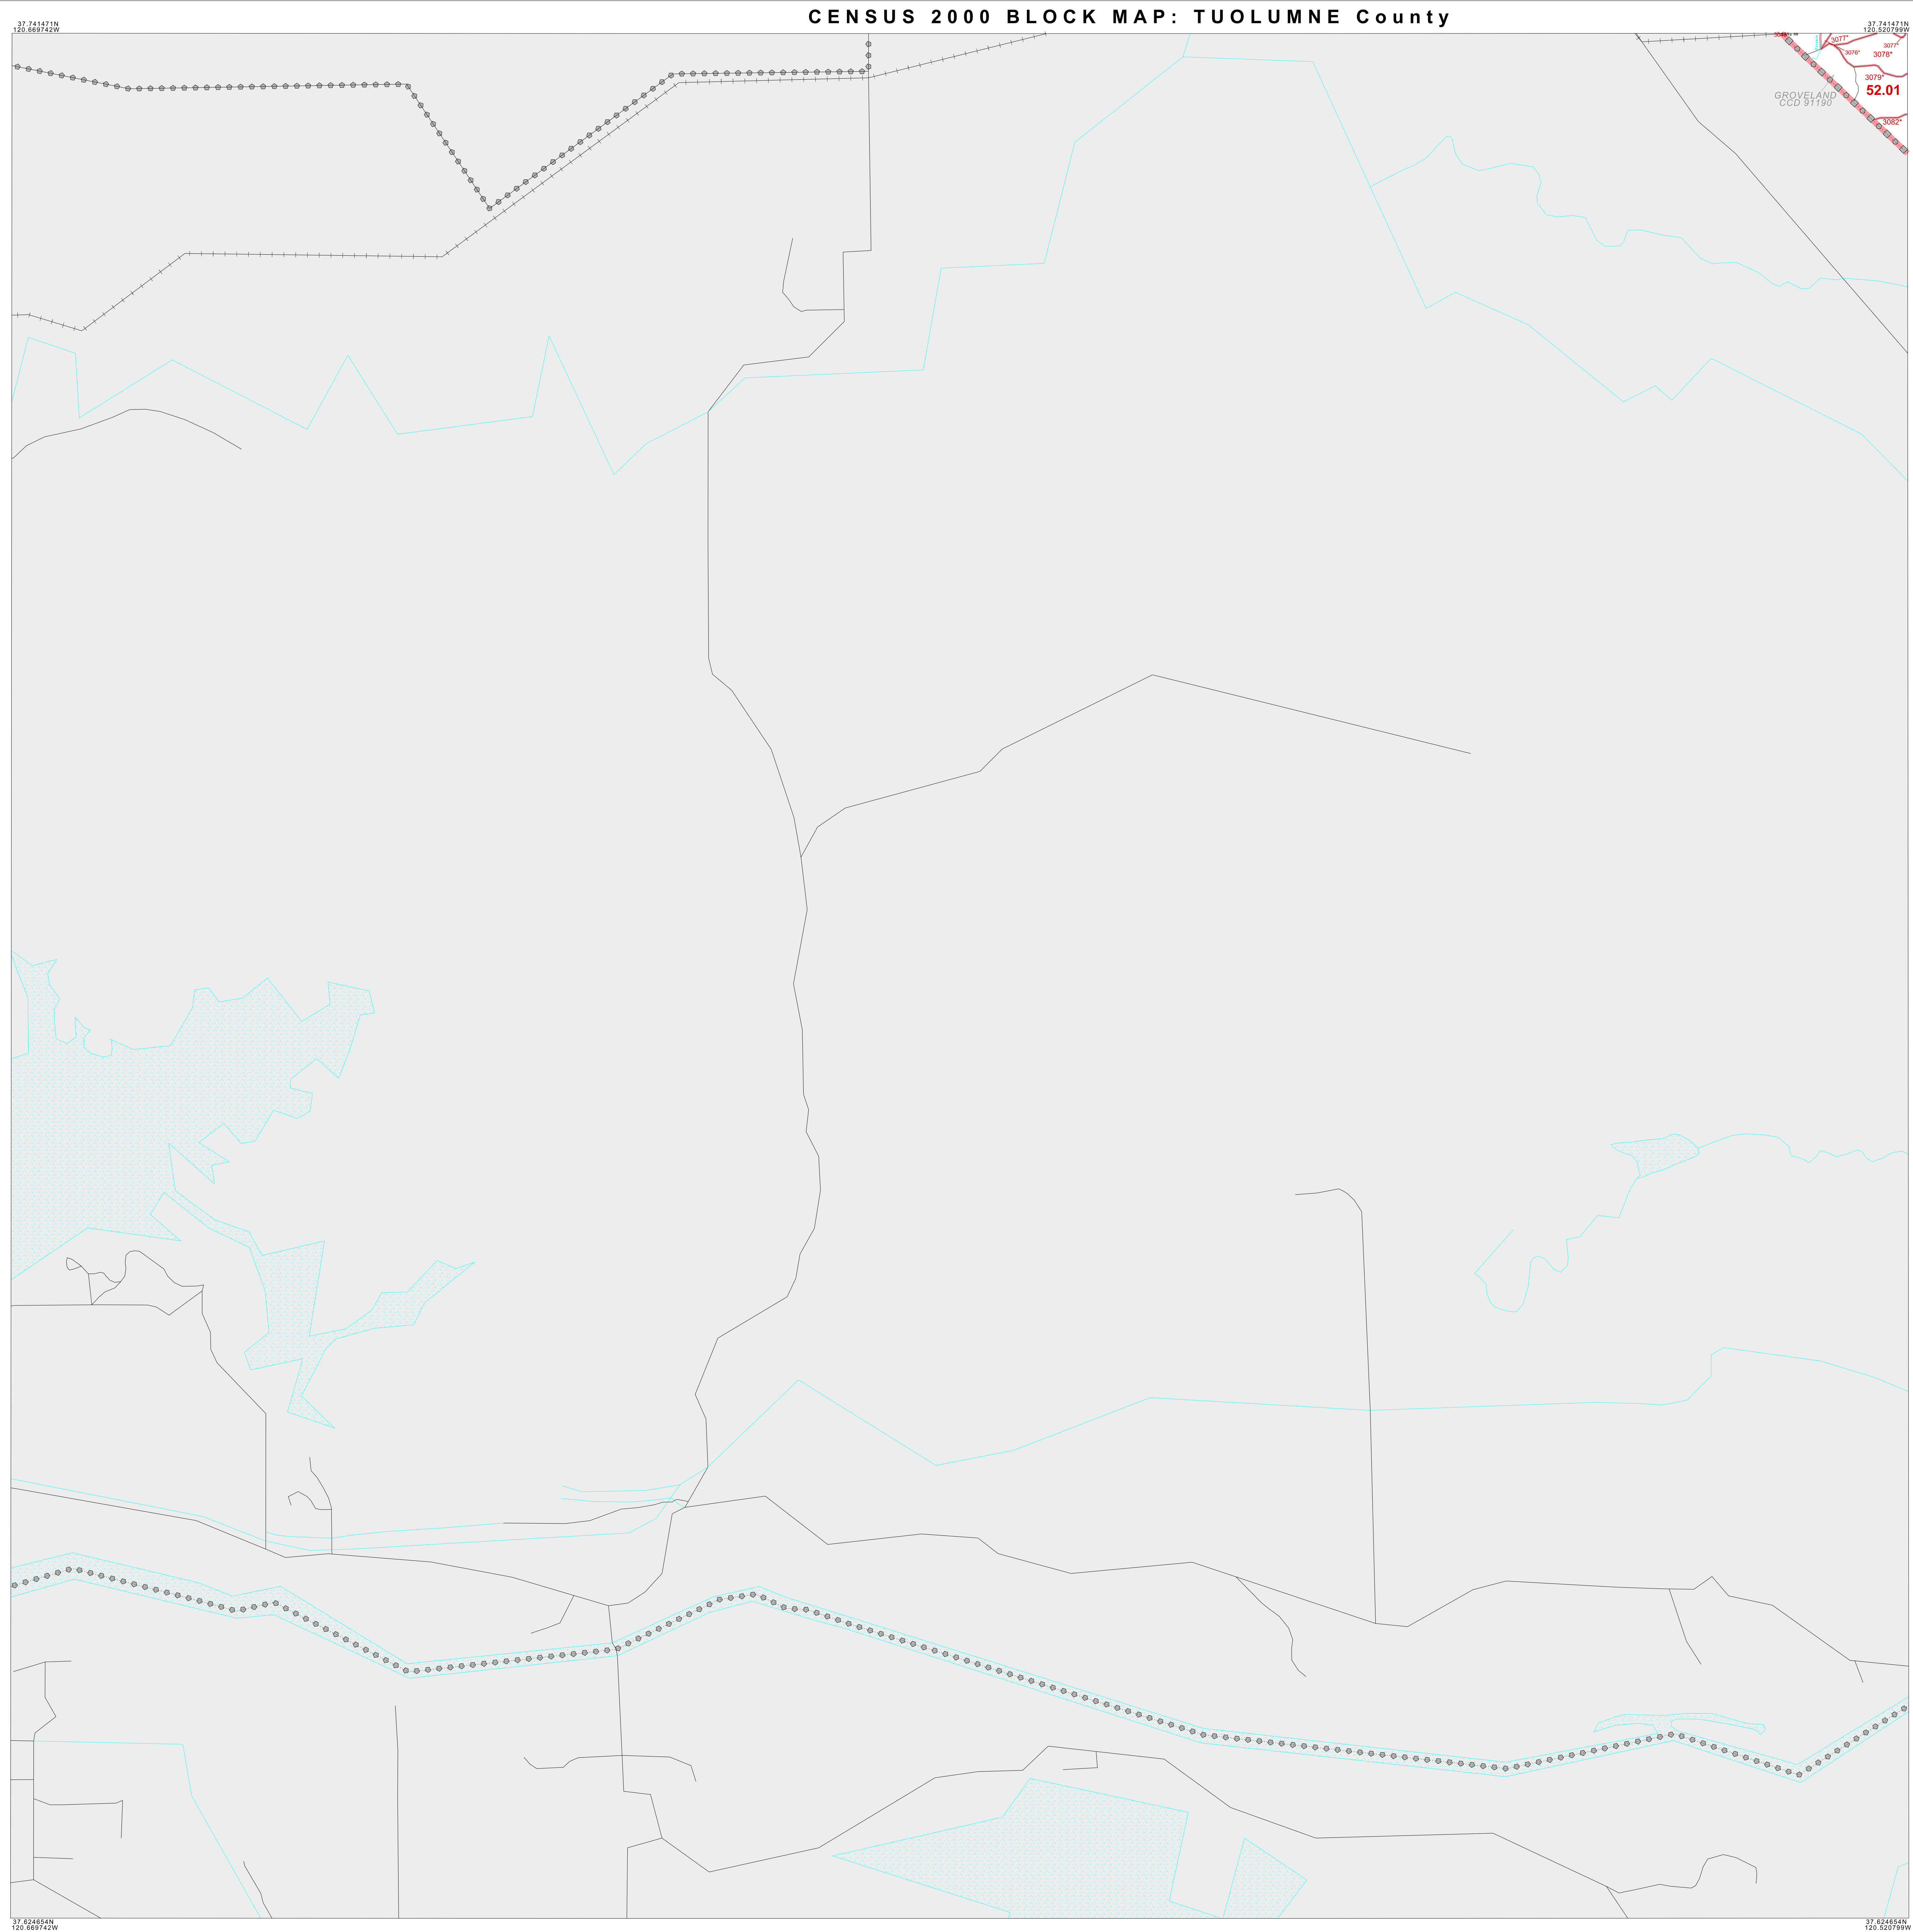 CENSUS 2000 BLOCK MAP: TUOLUMNE County
37.741471N
120.669742W
37.741471N
120.520799W
3077*
3077*
3076*
3078*
3079*
52.01
GROVELAND
CCD 91190
3082*
37.624654N
120.669742W
37.624654N
120.520799W